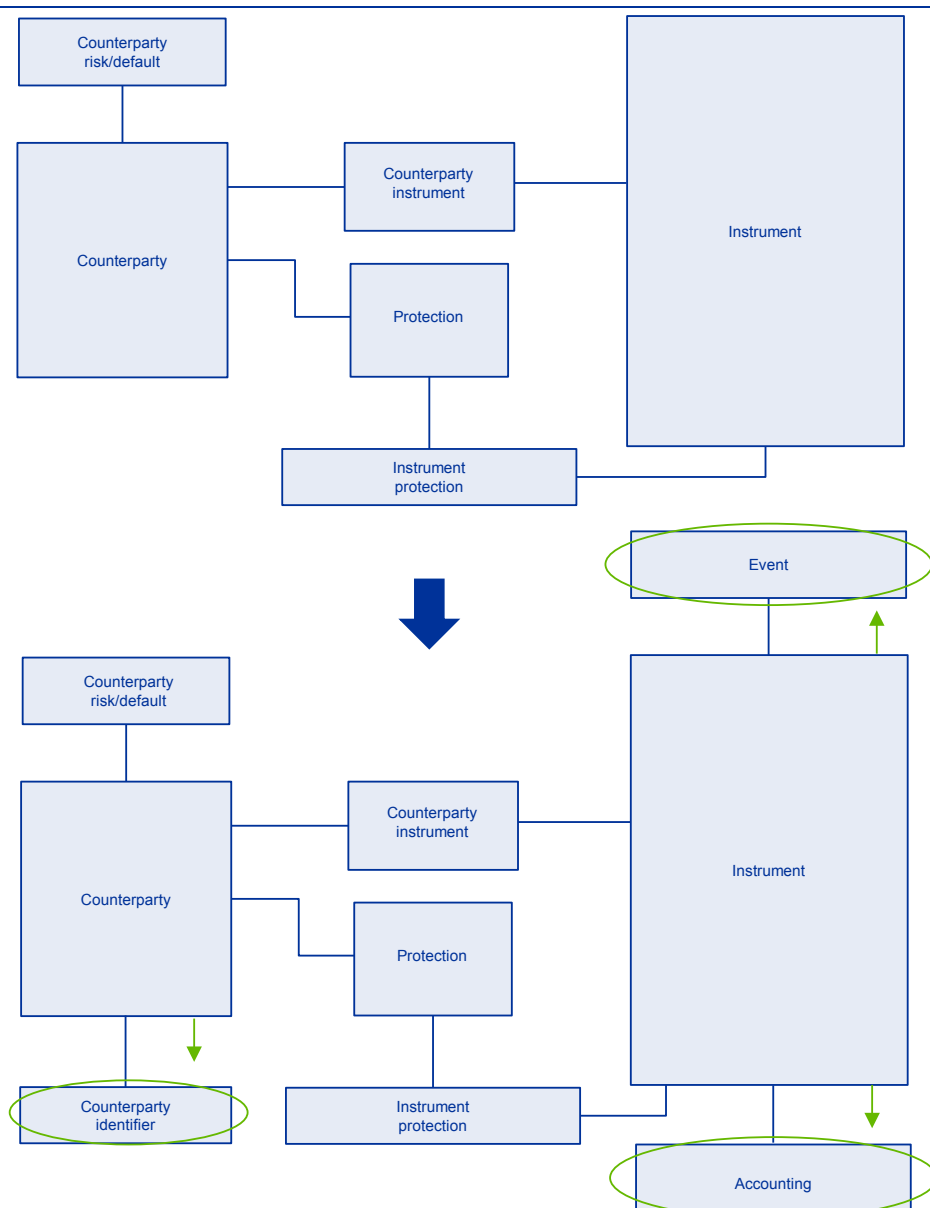 Counterparty
risk/default
Counterparty
instrument
Instrument
Counterparty
Protection
Instrument
protection
Event
Counterparty
risk/default
Counterparty
instrument
Instrument
Counterparty
Protection
Counterparty
identifier
Instrument
protection
Accounting